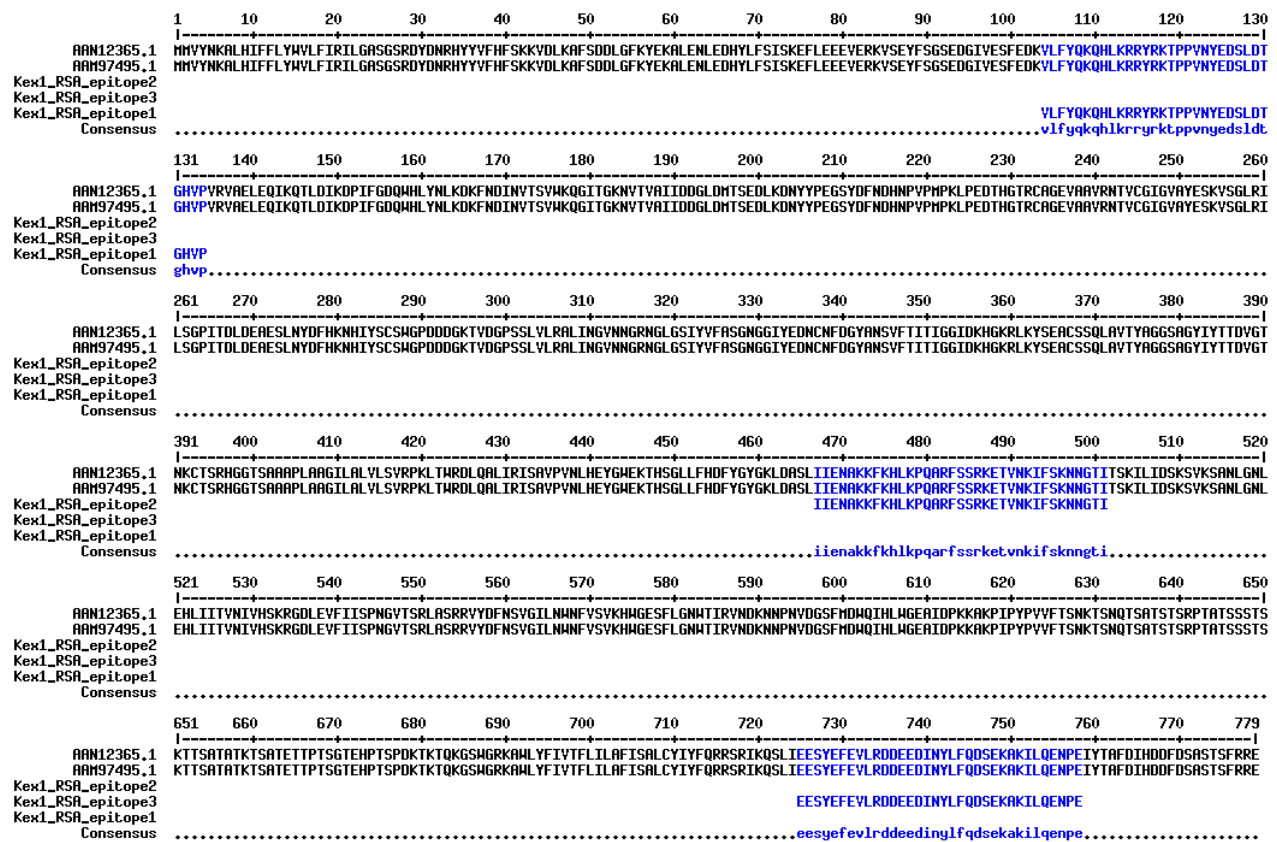 1 10 20 30 40 50 60 70 80 90 100 110 120 130
|--------+---------+---------+---------+---------+---------+---------+---------+---------+---------+---------+---------+---------|
AAN12365.1 MMVYNKALHIFFLYWVLFIRILGASGSRDYDNRHYYVFHFSKKVDLKAFSDDLGFKYEKALENLEDHYLFSISKEFLEEEVERKVSEYFSGSEDGIVESFEDKVLFYQKQHLKRRYRKTPPVNYEDSLDT
AAM97495.1 MMVYNKALHIFFLYWVLFIRILGASGSRDYDNRHYYVFHFSKKVDLKAFSDDLGFKYEKALENLEDHYLFSISKEFLEEEVERKVSEYFSGSEDGIVESFEDKVLFYQKQHLKRRYRKTPPVNYEDSLDT
Kex1_RSA_epitope2
Kex1_RSA_epitope3
Kex1_RSA_epitope1 VLFYQKQHLKRRYRKTPPVNYEDSLDT
Consensus .......................................................................................................vlfyqkqhlkrryrktppvnyedsldt
131 140 150 160 170 180 190 200 210 220 230 240 250 260
|--------+---------+---------+---------+---------+---------+---------+---------+---------+---------+---------+---------+---------|
AAN12365.1 GHVPVRVAELEQIKQTLDIKDPIFGDQWHLYNLKDKFNDINVTSVWKQGITGKNVTVAIIDDGLDMTSEDLKDNYYPEGSYDFNDHNPVPMPKLPEDTHGTRCAGEVAAVRNTVCGIGVAYESKVSGLRI
AAM97495.1 GHVPVRVAELEQIKQTLDIKDPIFGDQWHLYNLKDKFNDINVTSVWKQGITGKNVTVAIIDDGLDMTSEDLKDNYYPEGSYDFNDHNPVPMPKLPEDTHGTRCAGEVAAVRNTVCGIGVAYESKVSGLRI
Kex1_RSA_epitope2
Kex1_RSA_epitope3
Kex1_RSA_epitope1 GHVP
Consensus ghvp..............................................................................................................................
261 270 280 290 300 310 320 330 340 350 360 370 380 390
|--------+---------+---------+---------+---------+---------+---------+---------+---------+---------+---------+---------+---------|
AAN12365.1 LSGPITDLDEAESLNYDFHKNHIYSCSWGPDDDGKTVDGPSSLVLRALINGVNNGRNGLGSIYVFASGNGGIYEDNCNFDGYANSVFTITIGGIDKHGKRLKYSEACSSQLAVTYAGGSAGYIYTTDVGT
AAM97495.1 LSGPITDLDEAESLNYDFHKNHIYSCSWGPDDDGKTVDGPSSLVLRALINGVNNGRNGLGSIYVFASGNGGIYEDNCNFDGYANSVFTITIGGIDKHGKRLKYSEACSSQLAVTYAGGSAGYIYTTDVGT
Kex1_RSA_epitope2
Kex1_RSA_epitope3
Kex1_RSA_epitope1
Consensus ..................................................................................................................................
391 400 410 420 430 440 450 460 470 480 490 500 510 520
|--------+---------+---------+---------+---------+---------+---------+---------+---------+---------+---------+---------+---------|
AAN12365.1 NKCTSRHGGTSAAAPLAAGILALVLSVRPKLTWRDLQALIRISAVPVNLHEYGWEKTHSGLLFHDFYGYGKLDASLIIENAKKFKHLKPQARFSSRKETVNKIFSKNNGTITSKILIDSKSVKSANLGNL
AAM97495.1 NKCTSRHGGTSAAAPLAAGILALVLSVRPKLTWRDLQALIRISAVPVNLHEYGWEKTHSGLLFHDFYGYGKLDASLIIENAKKFKHLKPQARFSSRKETVNKIFSKNNGTITSKILIDSKSVKSANLGNL
Kex1_RSA_epitope2 IIENAKKFKHLKPQARFSSRKETVNKIFSKNNGTI
Kex1_RSA_epitope3
Kex1_RSA_epitope1
Consensus ............................................................................iienakkfkhlkpqarfssrketvnkifsknngti...................
521 530 540 550 560 570 580 590 600 610 620 630 640 650
|--------+---------+---------+---------+---------+---------+---------+---------+---------+---------+---------+---------+---------|
AAN12365.1 EHLIITVNIVHSKRGDLEVFIISPNGVTSRLASRRVYDFNSVGILNWNFVSVKHWGESFLGNWTIRVNDKNNPNVDGSFMDWQIHLWGEAIDPKKAKPIPYPVVFTSNKTSNQTSATSTSRPTATSSSTS
AAM97495.1 EHLIITVNIVHSKRGDLEVFIISPNGVTSRLASRRVYDFNSVGILNWNFVSVKHWGESFLGNWTIRVNDKNNPNVDGSFMDWQIHLWGEAIDPKKAKPIPYPVVFTSNKTSNQTSATSTSRPTATSSSTS
Kex1_RSA_epitope2
Kex1_RSA_epitope3
Kex1_RSA_epitope1
Consensus ..................................................................................................................................
651 660 670 680 690 700 710 720 730 740 750 760 770 779
|--------+---------+---------+---------+---------+---------+---------+---------+---------+---------+---------+---------+--------|
AAN12365.1 KTTSATATKTSATETTPTSGTEHPTSPDKTKTQKGSWGRKAWLYFIVTFLILAFISALCYIYFQRRSRIKQSLIEESYEFEVLRDDEEDINYLFQDSEKAKILQENPEIYTAFDIHDDFDSASTSFRRE
AAM97495.1 KTTSATATKTSATETTPTSGTEHPTSPDKTKTQKGSWGRKAWLYFIVTFLILAFISALCYIYFQRRSRIKQSLIEESYEFEVLRDDEEDINYLFQDSEKAKILQENPEIYTAFDIHDDFDSASTSFRRE
Kex1_RSA_epitope2
Kex1_RSA_epitope3 EESYEFEVLRDDEEDINYLFQDSEKAKILQENPE
Kex1_RSA_epitope1
Consensus ..........................................................................eesyefevlrddeedinylfqdsekakilqenpe.....................